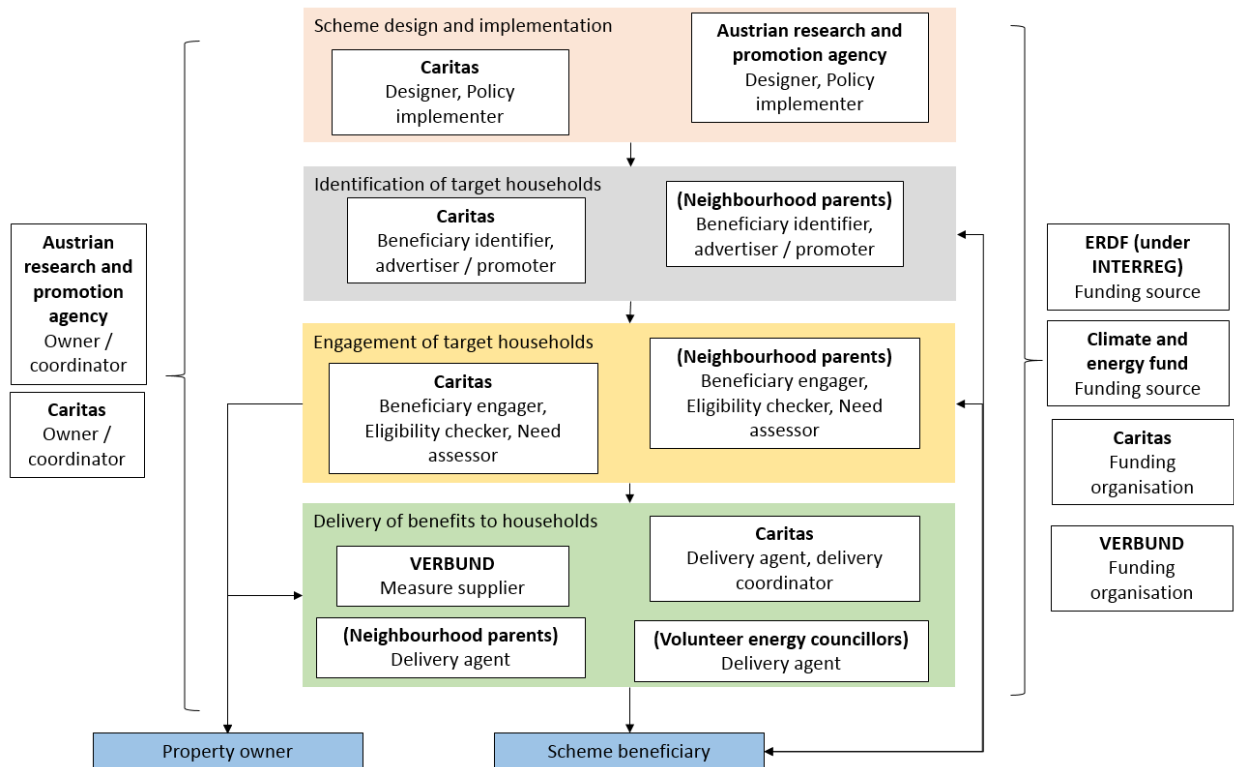 Scheme design and implementation
Caritas
Designer, Policy
implementer
Austrian research and
promotion agency
Designer, Policy
implementer
Identification of target households
Caritas
Beneficiary identifier,
advertiser / promoter
(Neighbourhood parents)
Beneficiary identifier,
advertiser / promoter
Austrian
research and
promotion
agency
Owner /
coordinator
Caritas
Owner /
coordinator
Engagement of target households
Caritas
Beneficiary engager,
Eligibility checker, Need
assessor
(Neighbourhood parents)
Beneficiary engager,
Eligibility checker, Need
assessor
ERDF (under
INTERREG)
Funding source
Climate and
energy fund
Funding source
Caritas
Funding
organisation
VERBUND
Funding
organisation
Delivery of benefits to households
VERBUND
Measure supplier
Caritas
Delivery agent, delivery
coordinator
(Neighbourhood parents)
Delivery agent
(Volunteer energy councillors)
Delivery agent
Property owner
Scheme beneficiary